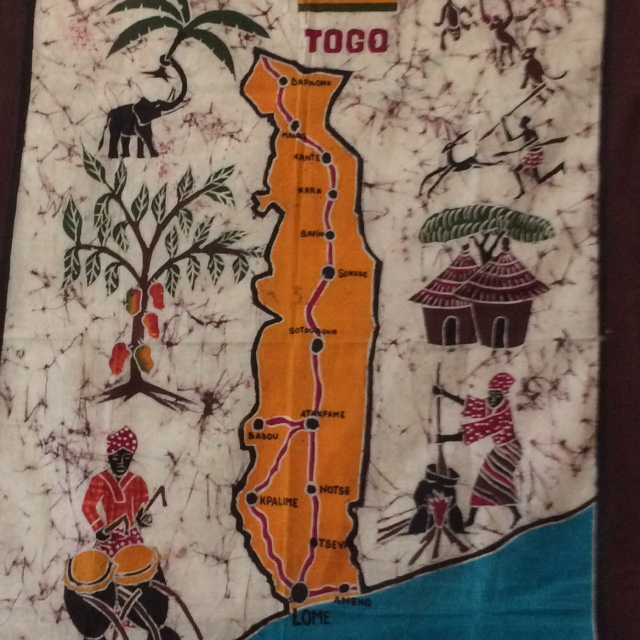 TOGO
DAPAONG
MANGO
KANTE
KARA
BAFILO
SOKODE
SOTOUBOUA
ATAKPAME
BADOU
NOTSE
KPALIME
TSEVIE
ANEHO
LOME